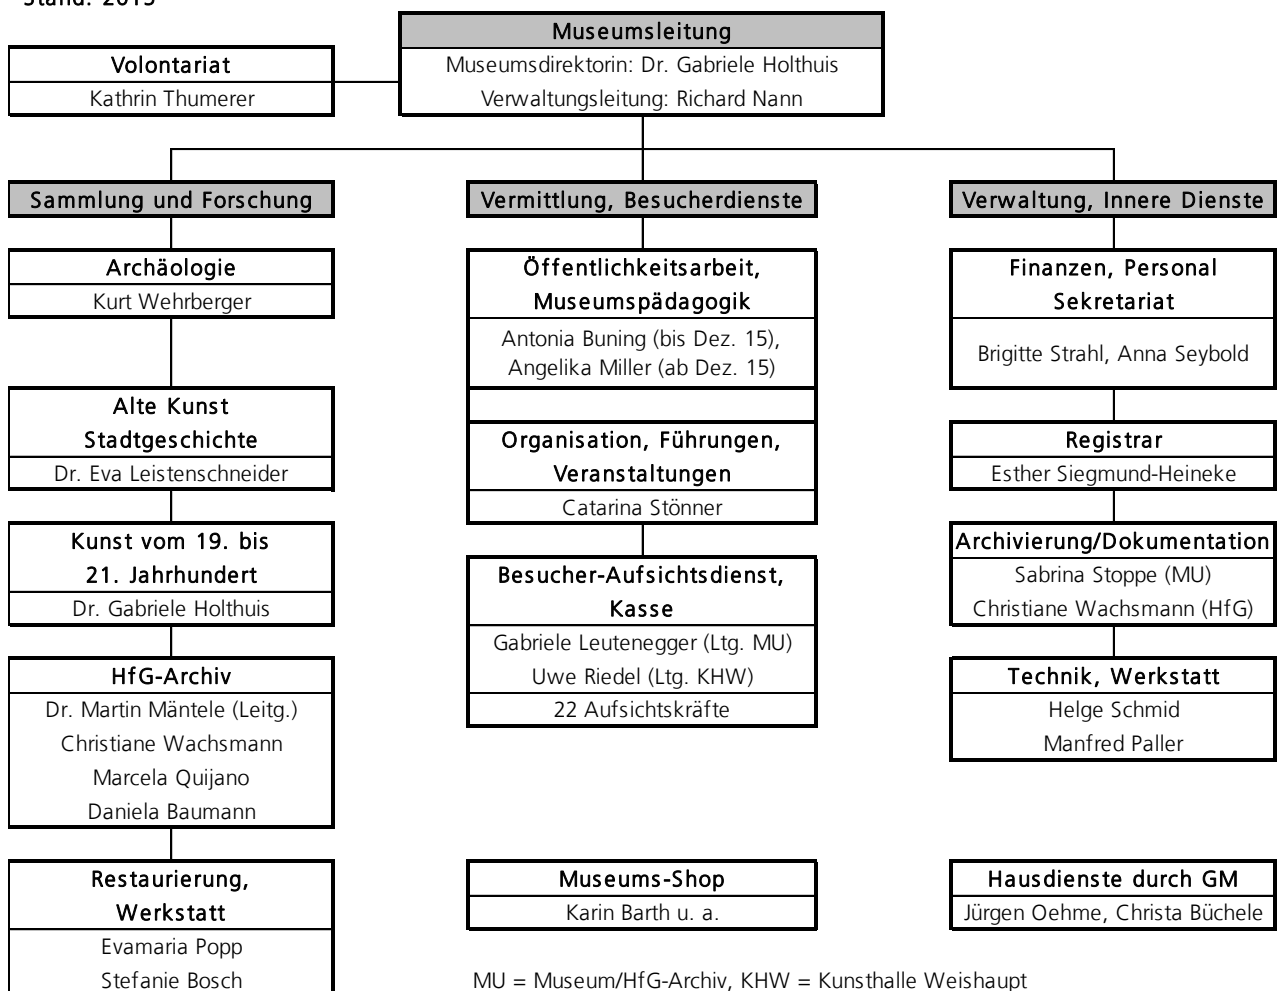 Stand: 2015
Museumsleitung
Museumsdirektorin: Dr. Gabriele Holthuis
Verwaltungsleitung: Richard Nann
Volontariat
Kathrin Thumerer
Sammlung und Forschung
Archäologie
Kurt Wehrberger
Alte Kunst
Stadtgeschichte
Dr. Eva Leistenschneider
Kunst vom 19. bis
21. Jahrhundert
Dr. Gabriele Holthuis
HfG-Archiv
Dr. Martin Mäntele (Leitg.)
Christiane Wachsmann
Marcela Quijano
Daniela Baumann
Restaurierung,
Werkstatt
Evamaria Popp
Stefanie Bosch
Vermittlung, Besucherdienste
Öffentlichkeitsarbeit,
Museumspädagogik
Antonia Buning (bis Dez. 15),
Angelika Miller (ab Dez. 15)
Organisation, Führungen,
Veranstaltungen
Catarina Stönner
Besucher-Aufsichtsdienst,
Kasse
Gabriele Leutenegger (Ltg. MU)
Uwe Riedel (Ltg. KHW)
22 Aufsichtskräfte
Museums-Shop
Karin Barth u. a.
Verwaltung, Innere Dienste
Finanzen, Personal
Sekretariat
Brigitte Strahl, Anna Seybold
Registrar
Esther Siegmund-Heineke
Archivierung/Dokumentation
Sabrina Stoppe (MU)
Christiane Wachsmann (HfG)
Technik, Werkstatt
Helge Schmid
Manfred Paller
Hausdienste durch GM
Jürgen Oehme, Christa Büchele
MU = Museum/HfG-Archiv, KHW = Kunsthalle Weishaupt